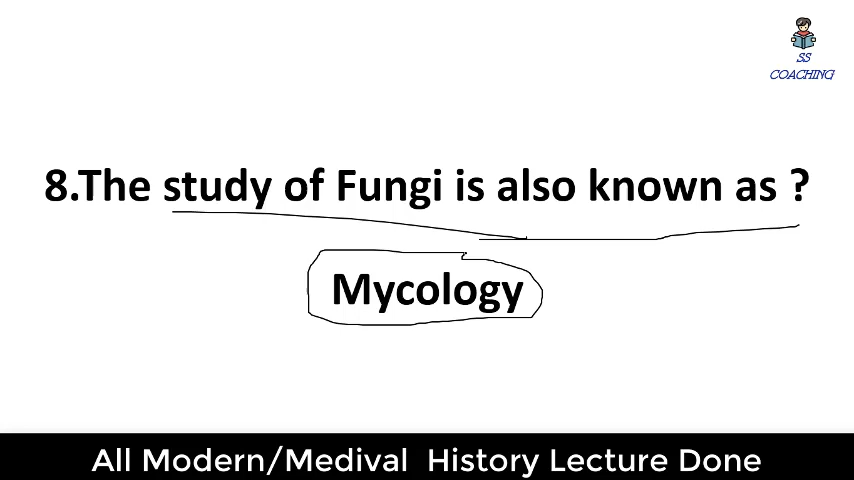 SS
COACHING
8.The study of Fungi is also known as ?
Mycology
All Modern/Medival History Lecture Done